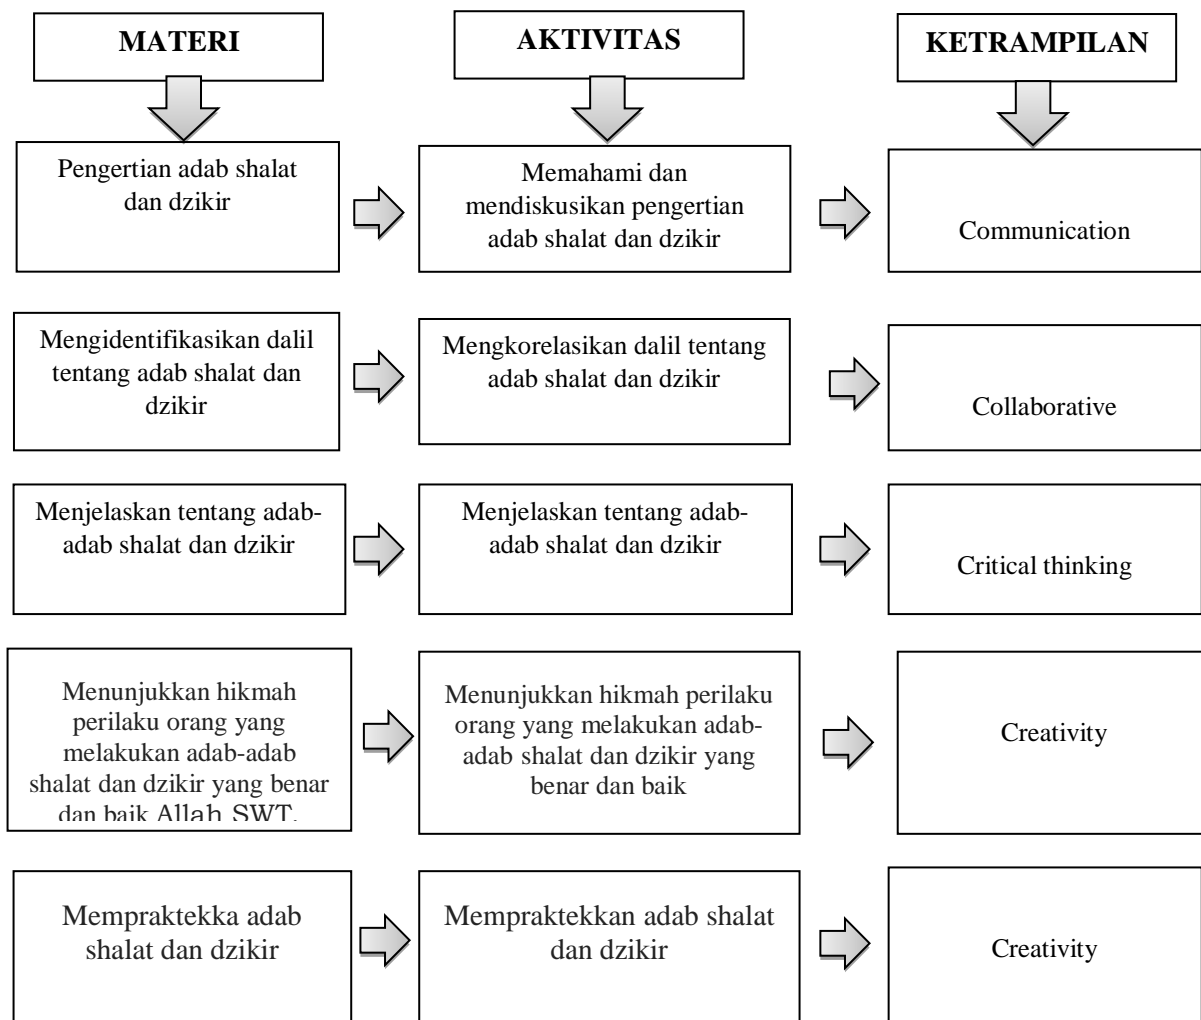 MATERI
AKTIVITAS
KETRAMPILAN
Pengertian adab shalat
dan dzikir
Memahami dan
mendiskusikan pengertian
adab shalat dan dzikir
Communication
Mengidentifikasikan dalil
tentang adab shalat dan
dzikir
Mengkorelasikan dalil tentang
adab shalat dan dzikir
Collaborative
Menjelaskan tentang adab-
adab shalat dan dzikir
Menjelaskan tentang adab-
adab shalat dan dzikir
Critical thinking
Menunjukkan hikmah
perilaku orang yang
melakukan adab-adab
shalat dan dzikir yang benar
dan baik Allah SWT.
Menunjukkan hikmah perilaku
orang yang melakukan adab-
adab shalat dan dzikir yang
benar dan baik
Creativity
Mempraktekka adab
shalat dan dzikir
Mempraktekkan adab shalat
dan dzikir
Creativity